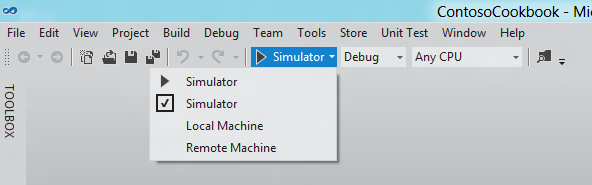 ContosoCookbook - Mi
File Edit View Project Build Debug Team Tools Store Unit Test Window Help
Simulator Debug Any CPU
Simulator
Simulator
Local Machine
Remote Machine
TOOLBOX